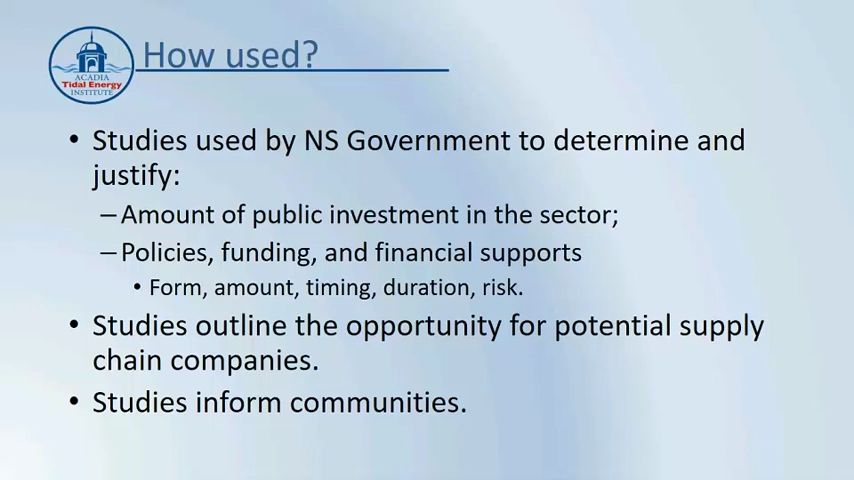 ACADIA
Tidal Energy
INSTITUTE
How used?
• Studies used by NS Government to determine and
justify:
–Amount of public investment in the sector;
–Policies, funding, and financial supports
• Form, amount, timing, duration, risk.
• Studies outline the opportunity for potential supply
chain companies.
• Studies inform communities.